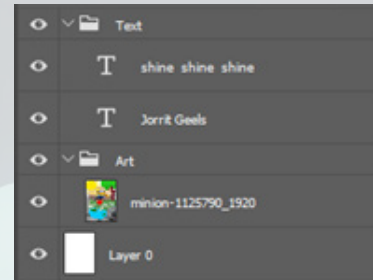 Text
T shine shine shine
T Jorrit Geels
Art
minion-1125790_1920
Layer 0